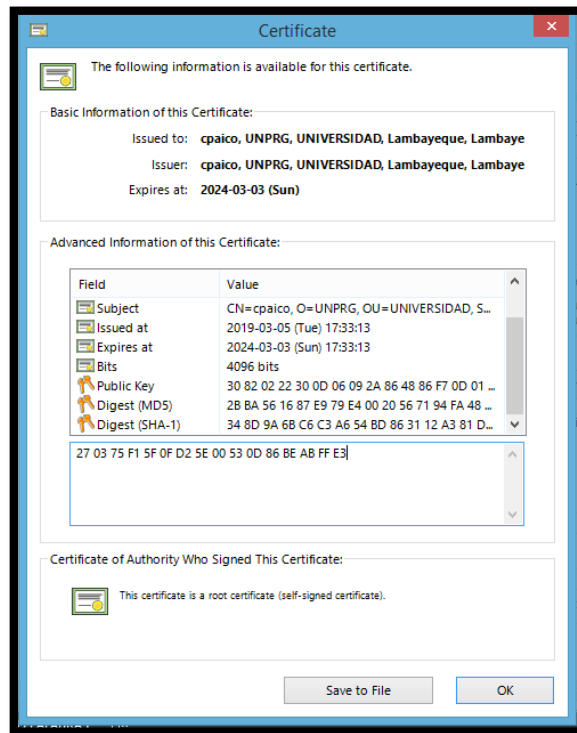 Certificate
The following information is available for this certificate.
Basic Information of this Certificate:
Issued to: cpaico, UNPRG, UNIVERSIDAD, Lambayeque, Lambaye
Issuer: cpaico, UNPRG, UNIVERSIDAD, Lambayeque, Lambaye
Expires at: 2024-03-03 (Sun)
Advanced Information of this Certificate:
Field Value
Subject CN=cpaico, O=UNPRG, OU=UNIVERSIDAD, S...
Issued at 2019-03-05 (Tue) 17:33:13
Expires at 2024-03-03 (Sun) 17:33:13
Bits 4096 bits
Public Key 30 82 02 22 30 0D 06 09 2A 86 48 86 F7 0D 01 ...
Digest (MD5) 2B BA 56 16 87 E9 79 E4 00 20 56 71 94 FA 48 ...
Digest (SHA-1) 34 8D 9A 6B C6 C3 A6 54 BD 86 31 12 A3 81 D...
27 03 75 F1 5F 0F D2 5E 00 53 0D 86 BE AB FF E3
Certificate of Authority Who Signed This Certificate:
This certificate is a root certificate (self-signed certificate).
Save to File
OK